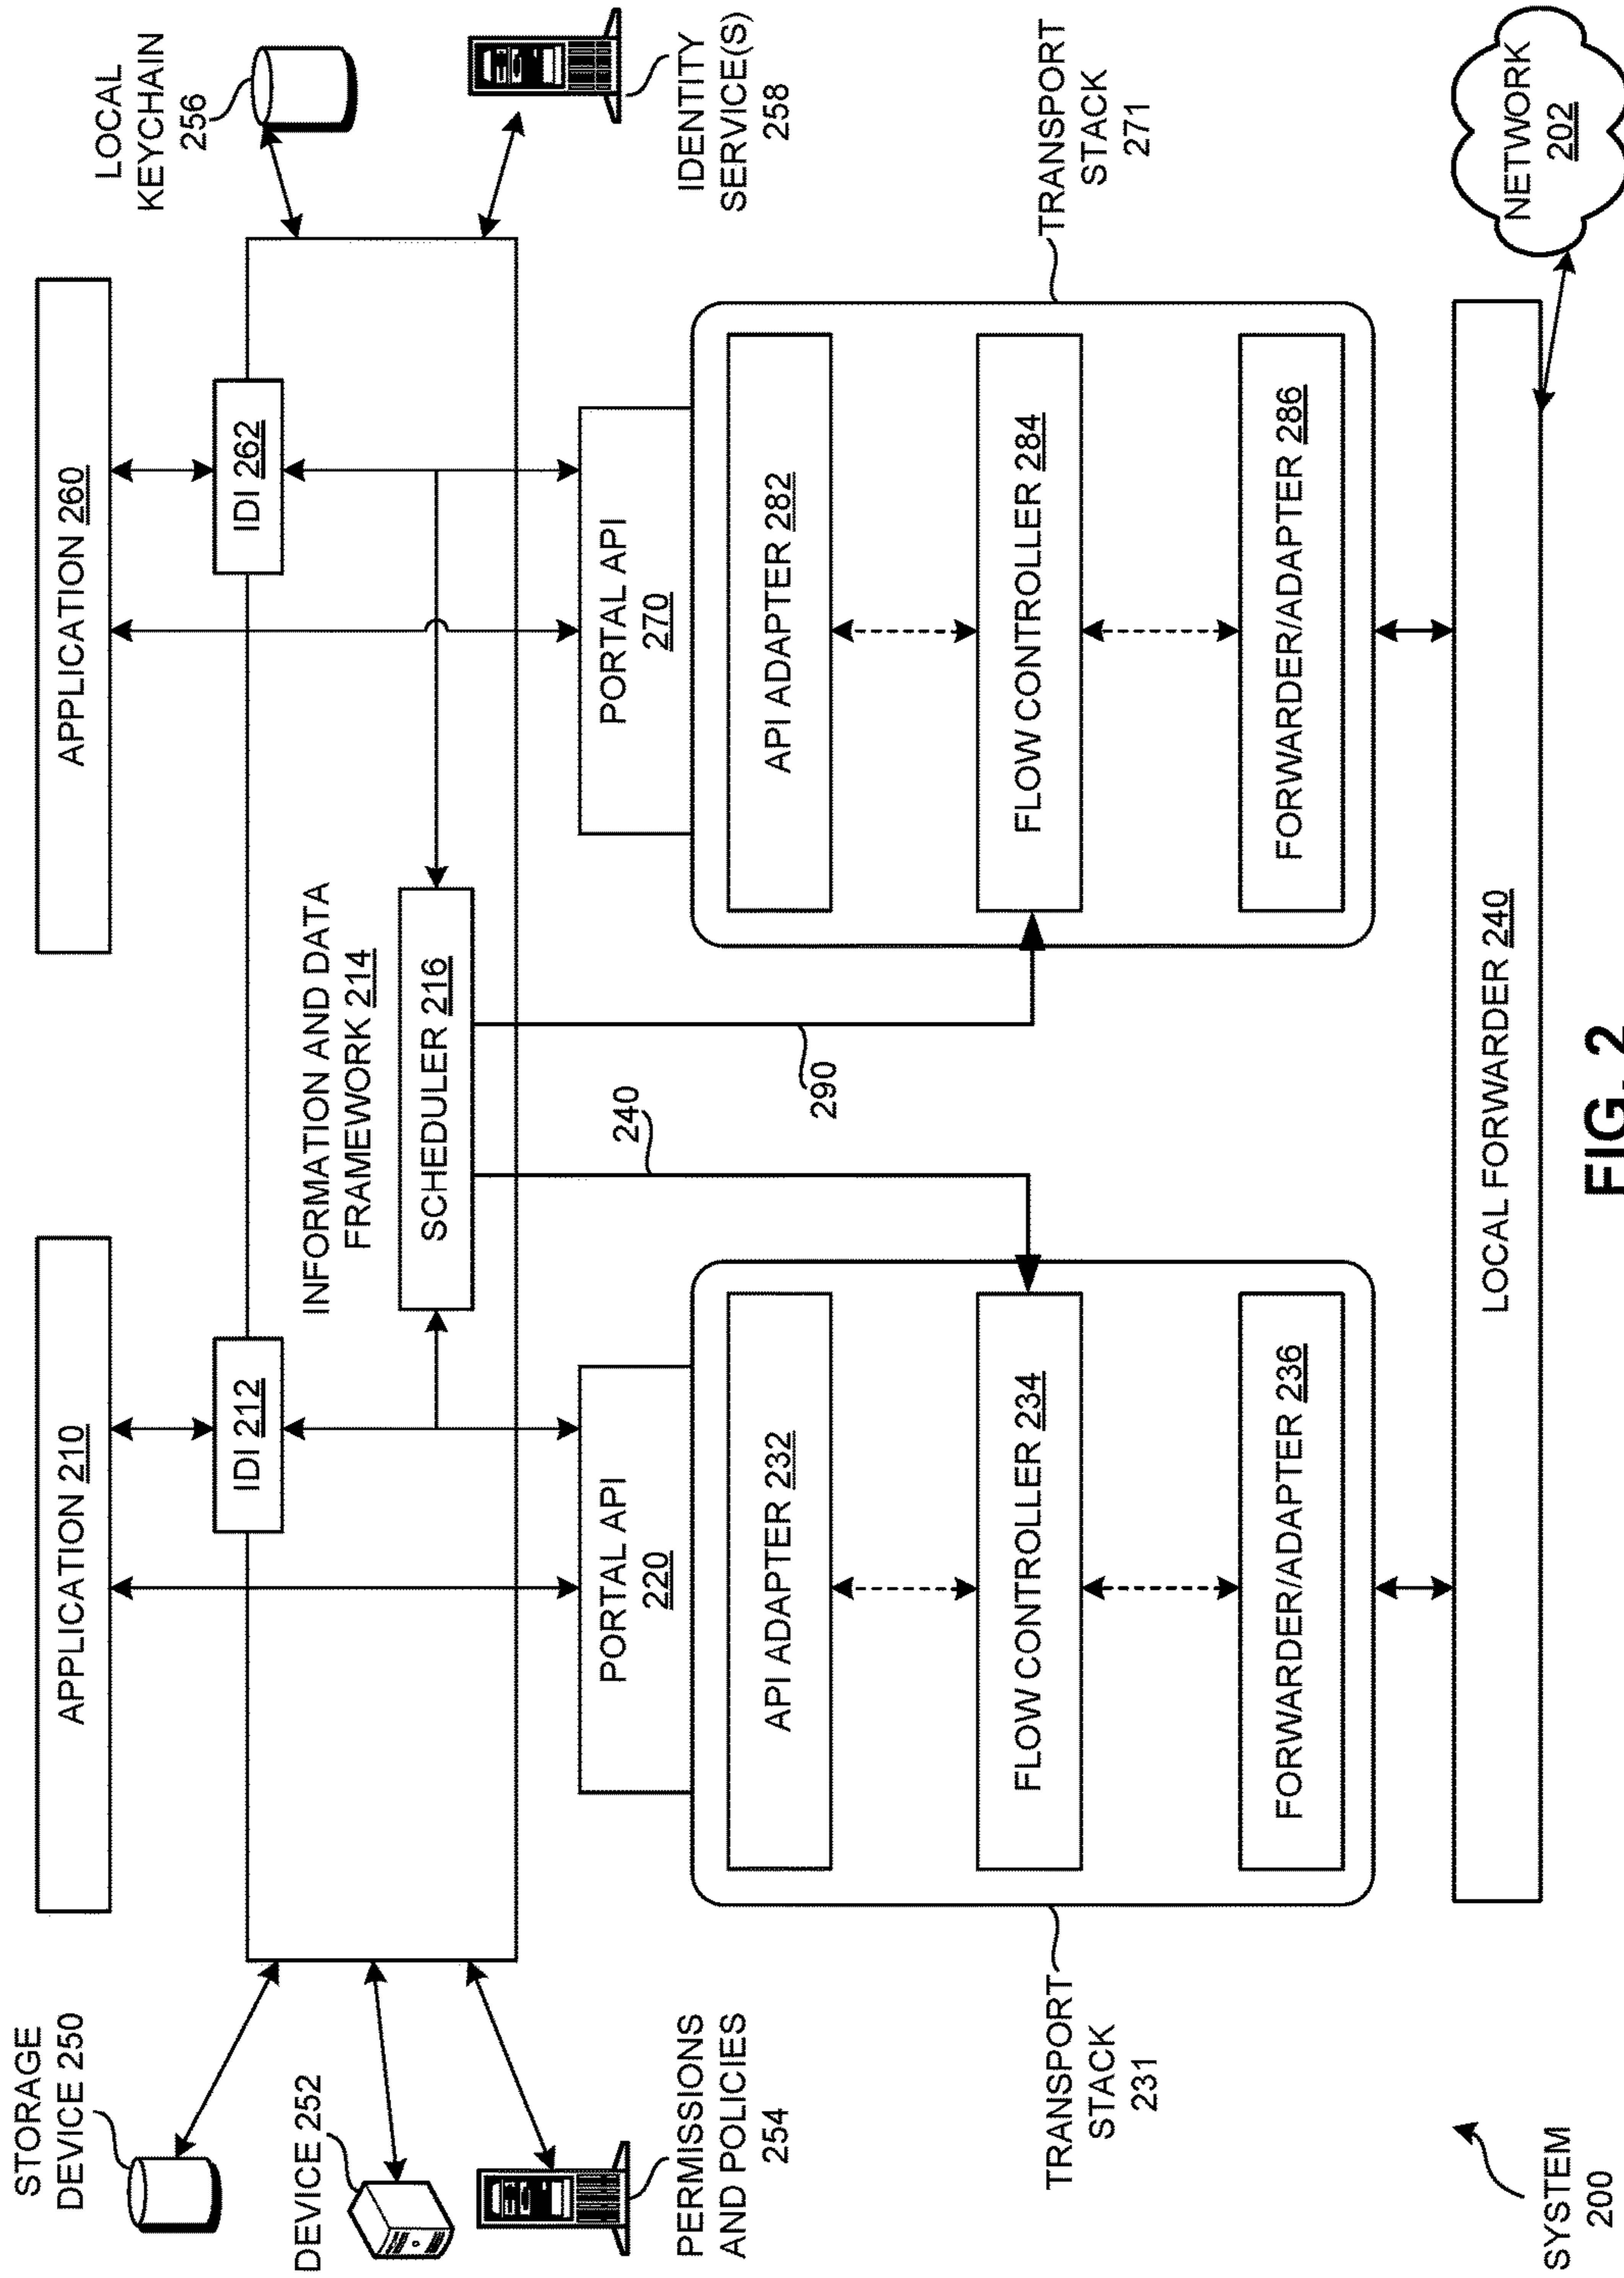 STORAGE
DEVICE 250
DEVICE 252
PERMISSIONS
AND POLICIES
254
APPLICATION 210
IDI 212
APPLICATION 260
IDI 262
LOCAL
KEYCHAIN
256
IDENTITY
SERVICE(S)
258
INFORMATION AND DATA
FRAMEWORK 214
SCHEDULER 216
240
290
PORTAL API
220
API ADAPTER 232
FLOW CONTROLLER 234
FORWARDER/ADAPTER 236
TRANSPORT
STACK
231
PORTAL API
270
API ADAPTER 282
FLOW CONTROLLER 284
FORWARDER/ADAPTER 286
TRANSPORT
STACK
271
LOCAL FORWARDER 240
NETWORK
202
SYSTEM
200
FIG. 2